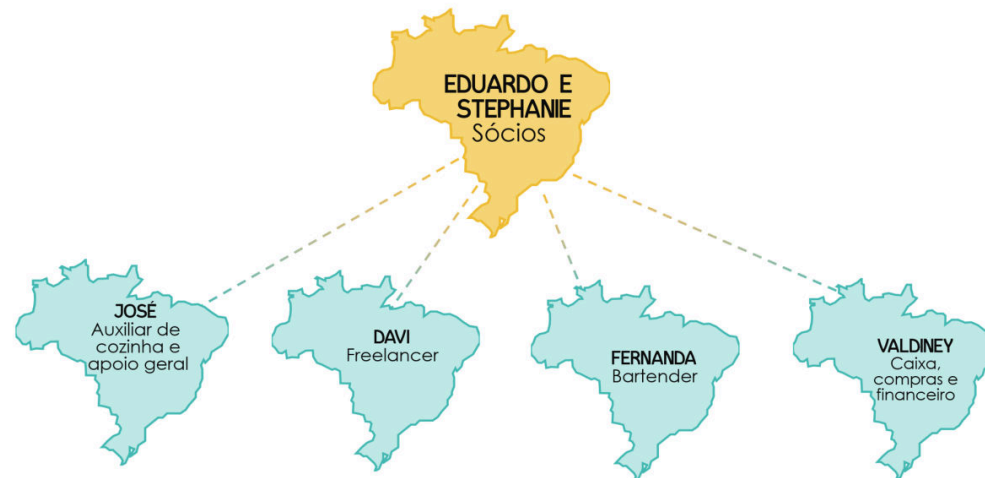 EDUARDO E
STEPHANIE
Sócios
JOSÉ
Auxiliar de
cozinha e
apoio geral
DAVI
Freelancer
FERNANDA
Bartender
VALDINEY
Caixa,
compras e
financeiro